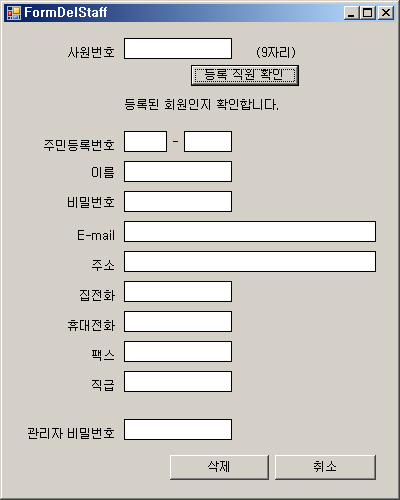 FormDelStaff
사원번호 (9자리)
등록 직원 확인
등록된 회원인지 확인합니다.
주민등록번호 -
이름
비밀번호
E-mail
주소
집전화
휴대전화
팩스
직급
관리자 비밀번호
삭제 취소